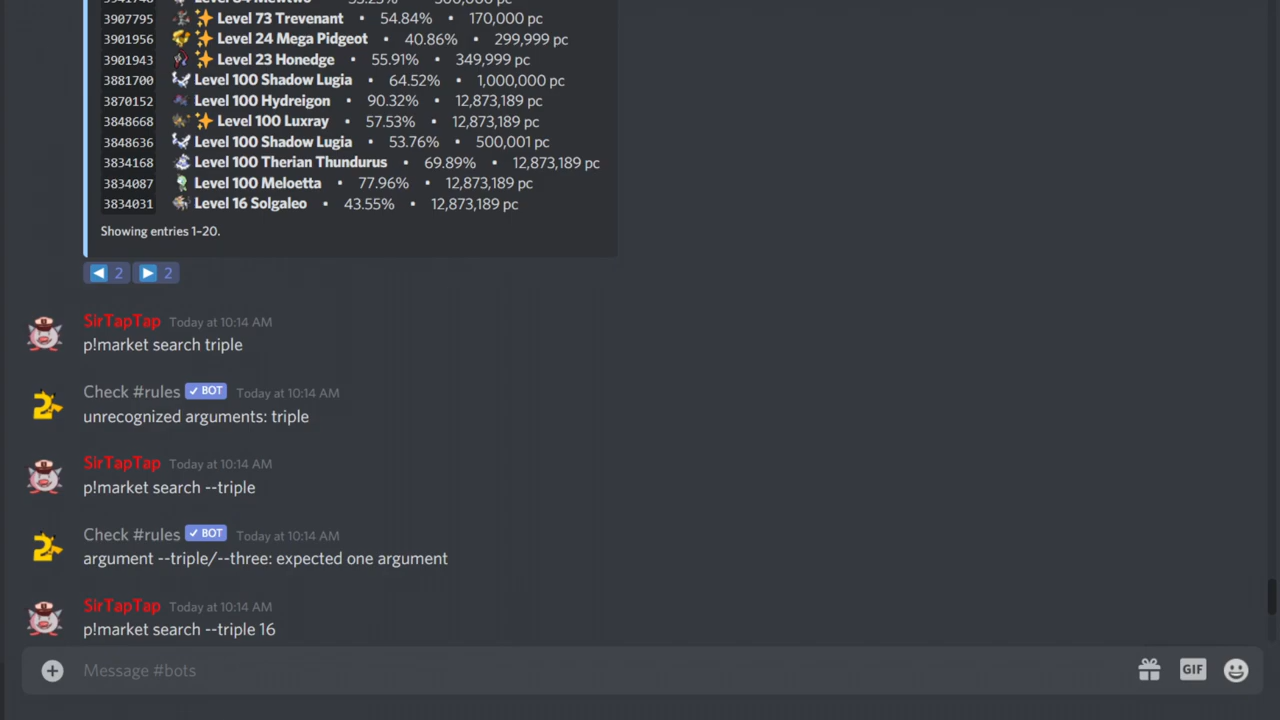 3907795 ✨ Level 73 Trevenant • 54.84% • 170,000 pc
3901956 ✨ Level 24 Mega Pidgeot • 40.86% • 299,999 pc
3901943 ✨ Level 23 Honedge • 55.91% • 349,999 pc
3881700 Level 100 Shadow Lugia • 64.52% • 1,000,000 pc
3870152 Level 100 Hydreigon • 90.32% • 12,873,189 pc
3848668 ✨ Level 100 Luxray • 57.53% • 12,873,189 pc
3848636 Level 100 Shadow Lugia • 53.76% • 500,001 pc
3834168 Level 100 Therian Thundurus • 69.89% • 12,873,189 pc
3834087 Level 100 Meloetta • 77.96% • 12,873,189 pc
3834031 Level 16 Solgaleo • 43.55% • 12,873,189 pc
Showing entries 1–20.
2 2
SirTapTap Today at 10:14 AM
p!market search triple
Check #rules ✓ BOT Today at 10:14 AM
unrecognized arguments: triple
SirTapTap Today at 10:14 AM
p!market search --triple
Check #rules ✓ BOT Today at 10:14 AM
argument --triple/--three: expected one argument
SirTapTap Today at 10:14 AM
p!market search --triple 16
Message #bots
GIF